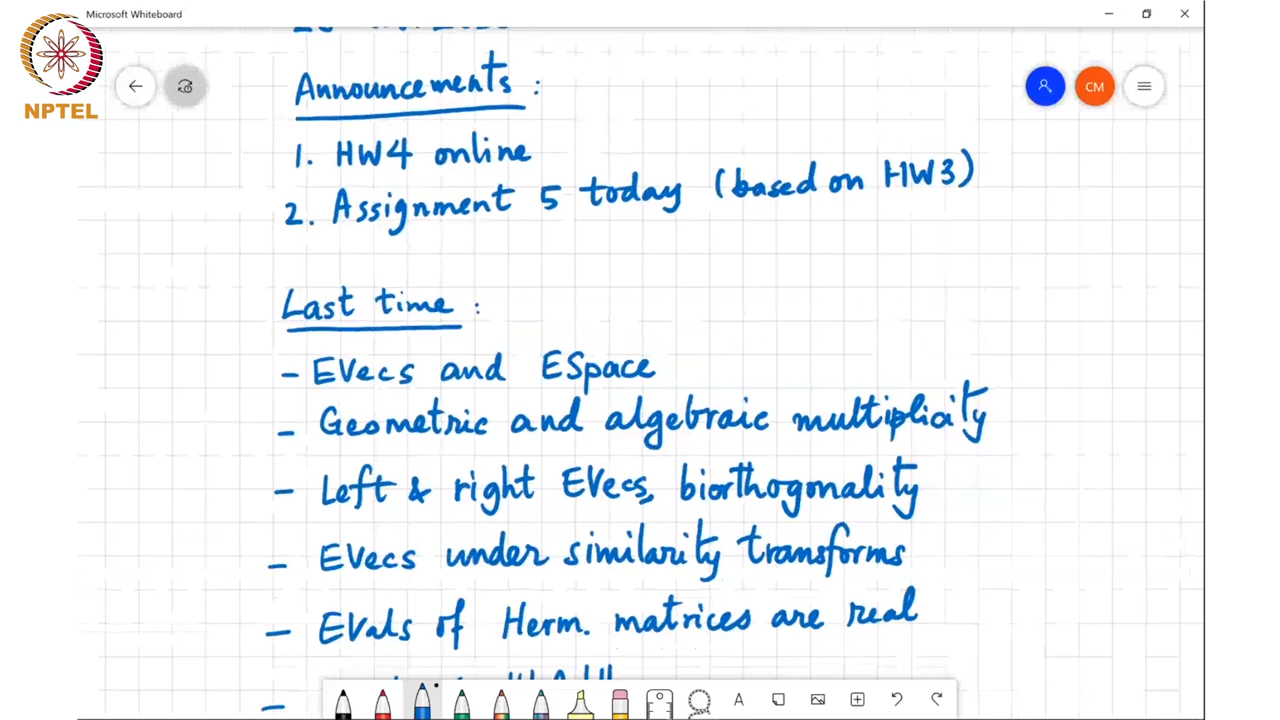 Microsoft Whiteboard
NPTEL
CM
Announcements :
1. HW4 online
2. Assignment 5 today (based on HW3)
Last time :
- EVecs and ESpace
- Geometric and algebraic multiplicity
- Left & right EVecs, biorthogonality
- EVecs under similarity transforms
- EVals of Herm. matrices are real
-
A